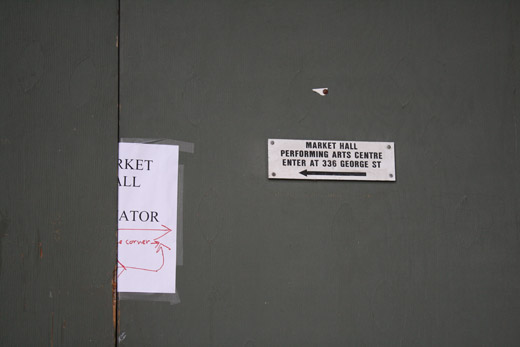 RKET
ALL
ATOR
e corner
MARKET HALL
PERFORMING ARTS CENTRE
ENTER AT 336 GEORGE ST